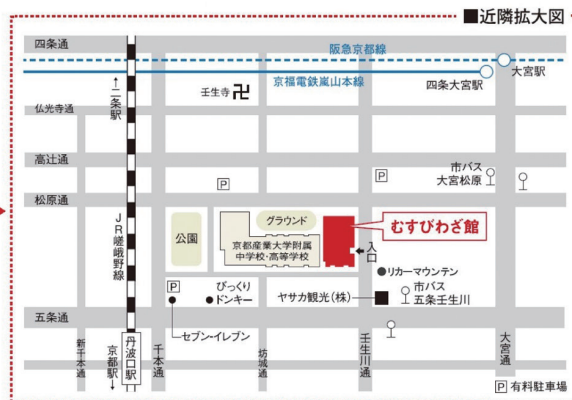 ■近隣拡大図
四条通
阪急京都線
大宮駅
京福電鉄嵐山本線
四条大宮駅
↑二条駅
壬生寺
卍
仏光寺通
高辻通
市バス
大宮松原
P
P
松原通
JR嵯峨野線
公園
グラウンド
京都産業大学附属
中学校・高等学校
むすびわざ館
入口
リカーマウンテン
P
びっくり
ドンキー
ヤサカ観光(株)
市バス
五条壬生川
五条通
セブン-イレブン
新千本通
京都駅↓
丹波口駅
千本通
坊城通
壬生川通
大宮通
P 有料駐車場